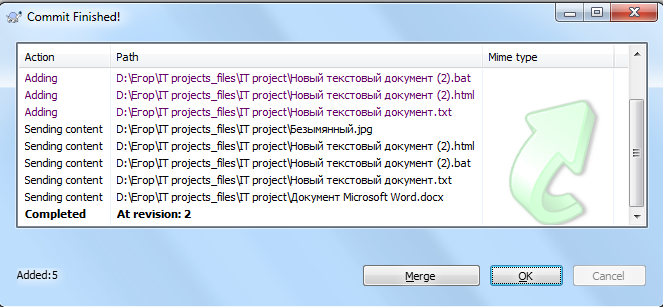 Commit Finished!
Action Path Mime type
Adding D:\Егор\IT projects_files\IT project\Новый текстовый документ (2).bat
Adding D:\Егор\IT projects_files\IT project\Новый текстовый документ (2).html
Adding D:\Егор\IT projects_files\IT project\Новый текстовый документ.txt
Sending content D:\Егор\IT projects_files\IT project\Безымянный.jpg
Sending content D:\Егор\IT projects_files\IT project\Новый текстовый документ (2).html
Sending content D:\Егор\IT projects_files\IT project\Новый текстовый документ (2).bat
Sending content D:\Егор\IT projects_files\IT project\Новый текстовый документ.txt
Sending content D:\Егор\IT projects_files\IT project\Документ Microsoft Word.docx
Completed At revision: 2
Added:5 Merge OK Cancel